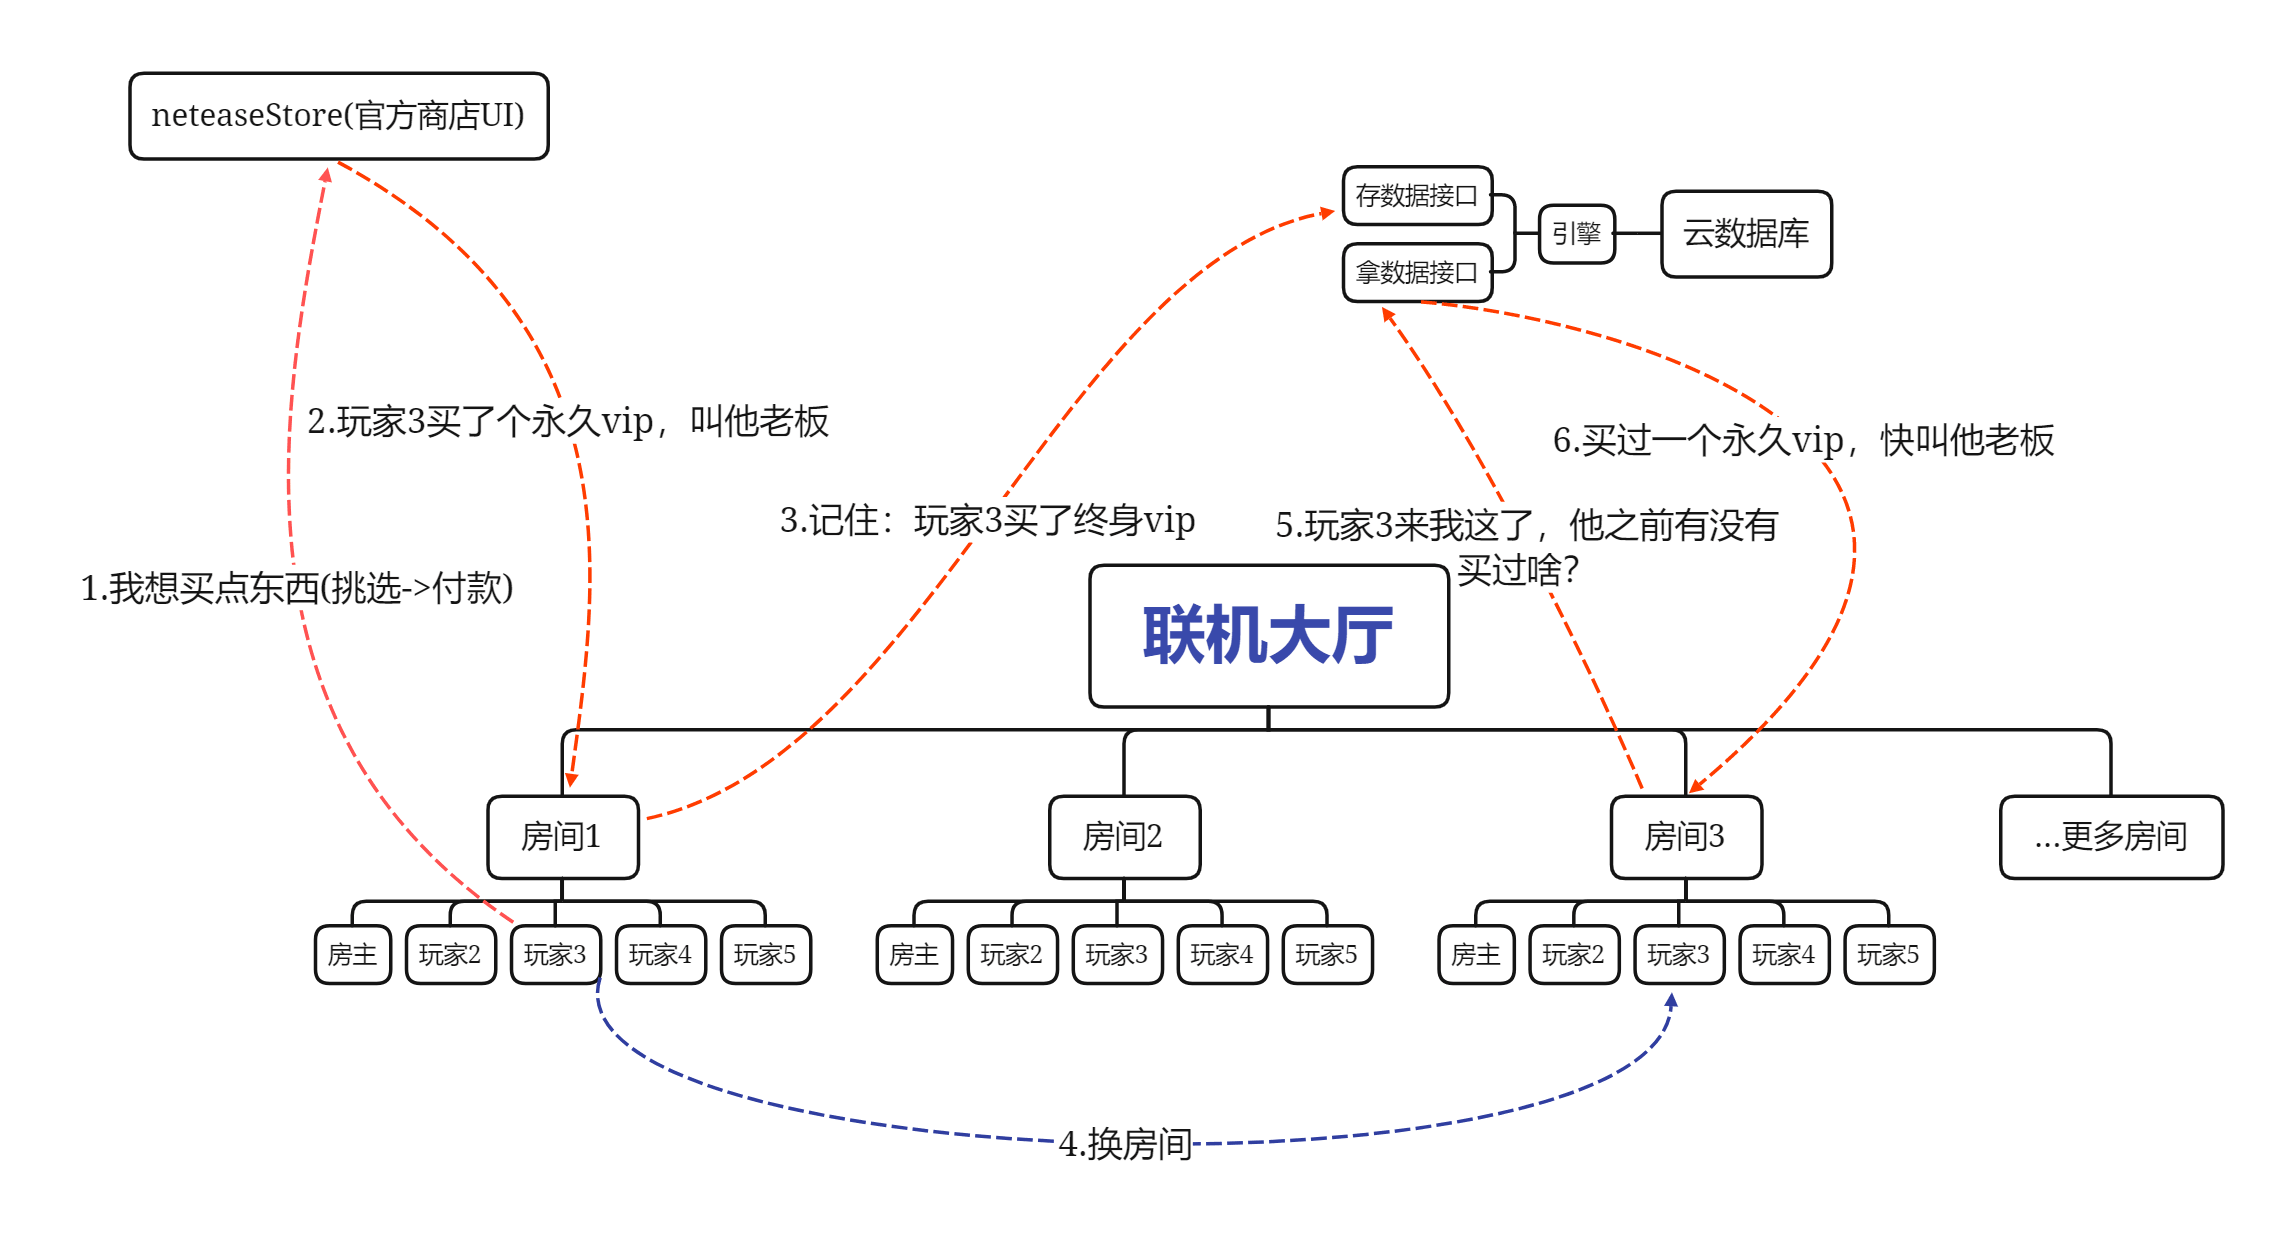 neteaseStore(官方商店UI)
存数据接口
引擎
云数据库
拿数据接口
2.玩家3买了个永久vip，叫他老板
6.买过一个永久vip，快叫他老板
3.记住：玩家3买了终身vip
5.玩家3来我这了，他之前有没有
买过啥？
1.我想买点东西(挑选->付款)
联机大厅
房间1
房间2
房间3
...更多房间
房主
玩家2
玩家3
玩家4
玩家5
房主
玩家2
玩家3
玩家4
玩家5
房主
玩家2
玩家3
玩家4
玩家5
4.换房间